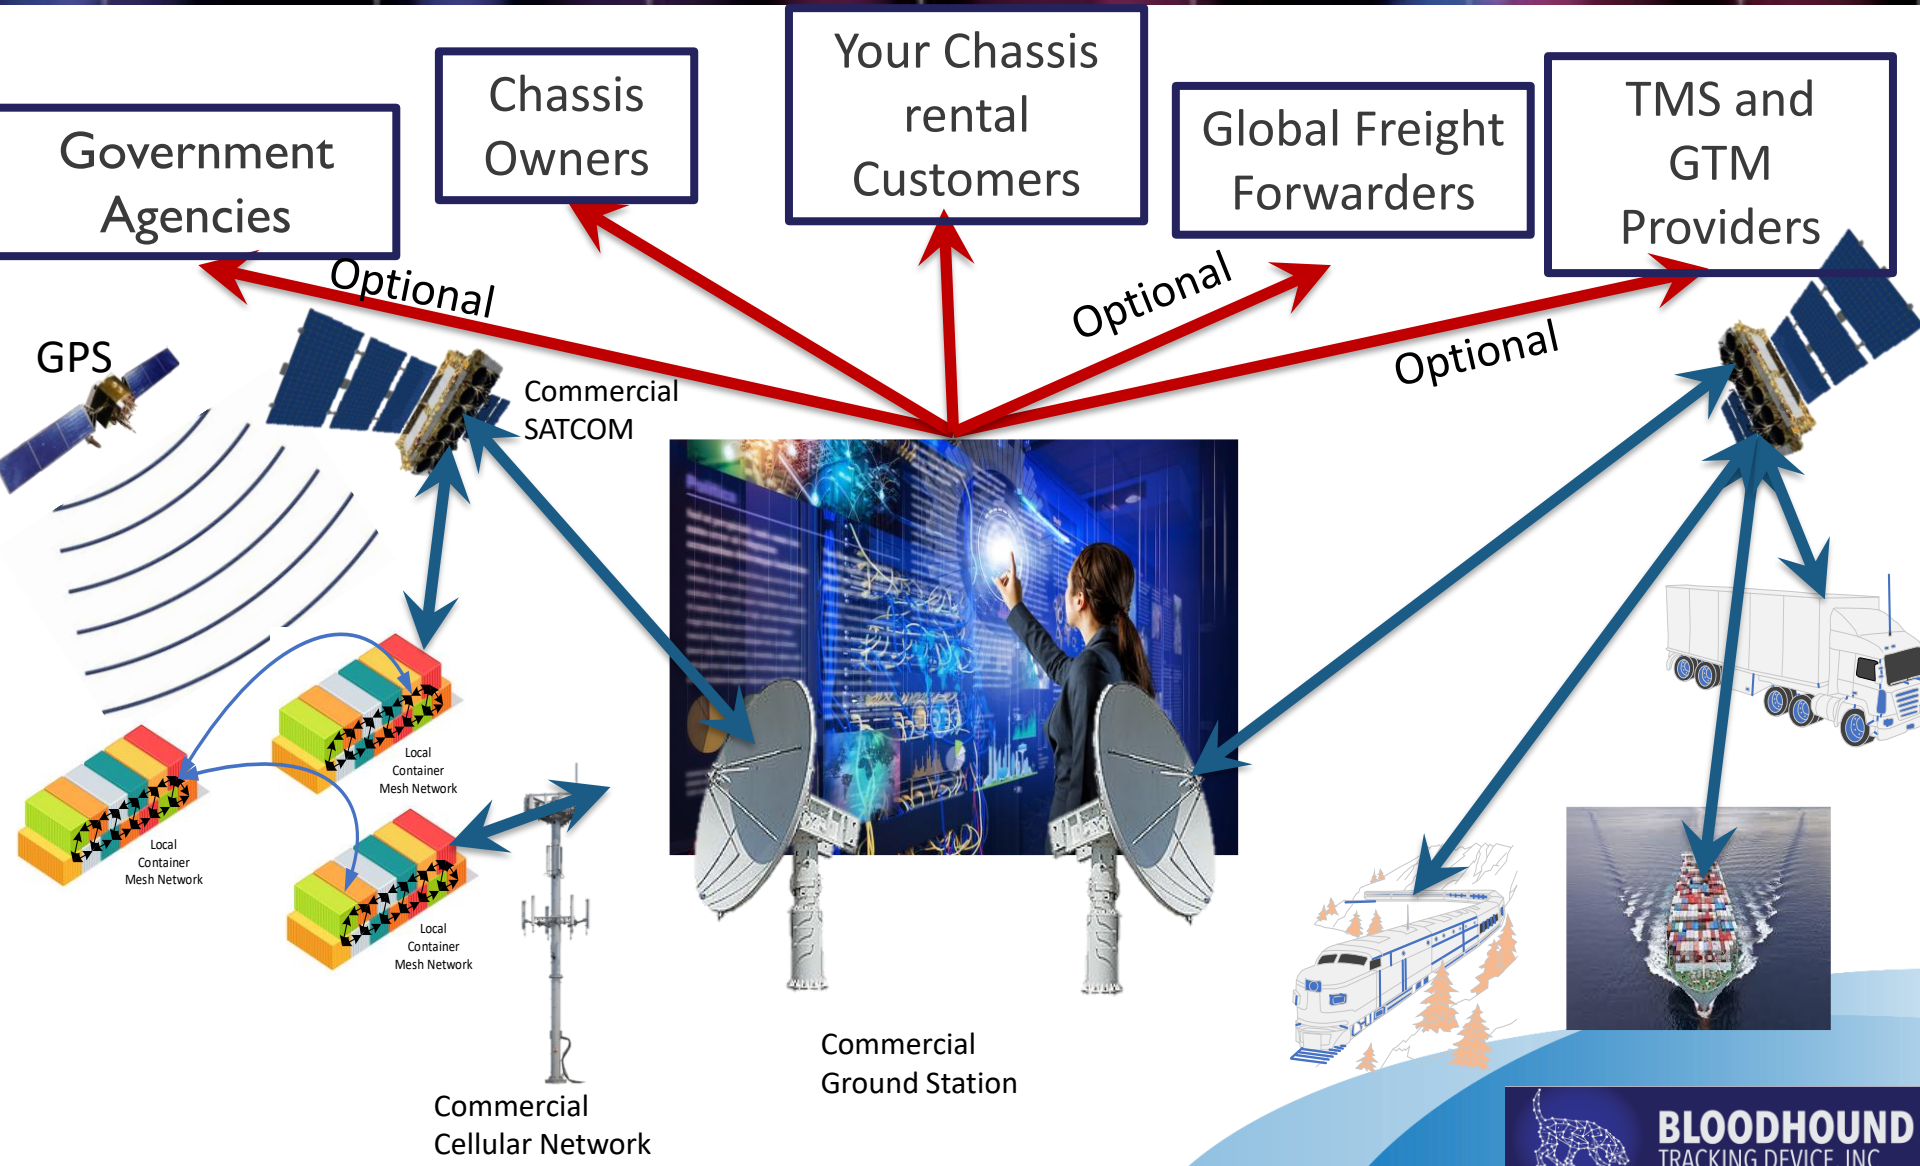 Government
Agencies
Chassis
Owners
Your Chassis
rental
Customers
Global Freight
Forwarders
TMS and
GTM
Providers
Optional
Optional
Optional
GPS
Commercial
SATCOM
Local
Container
Mesh Network
Local
Container
Mesh Network
Local
Container
Mesh Network
Commercial
Ground Station
Commercial
Cellular Network
BLOODHOUND
TRACKING DEVICE, INC